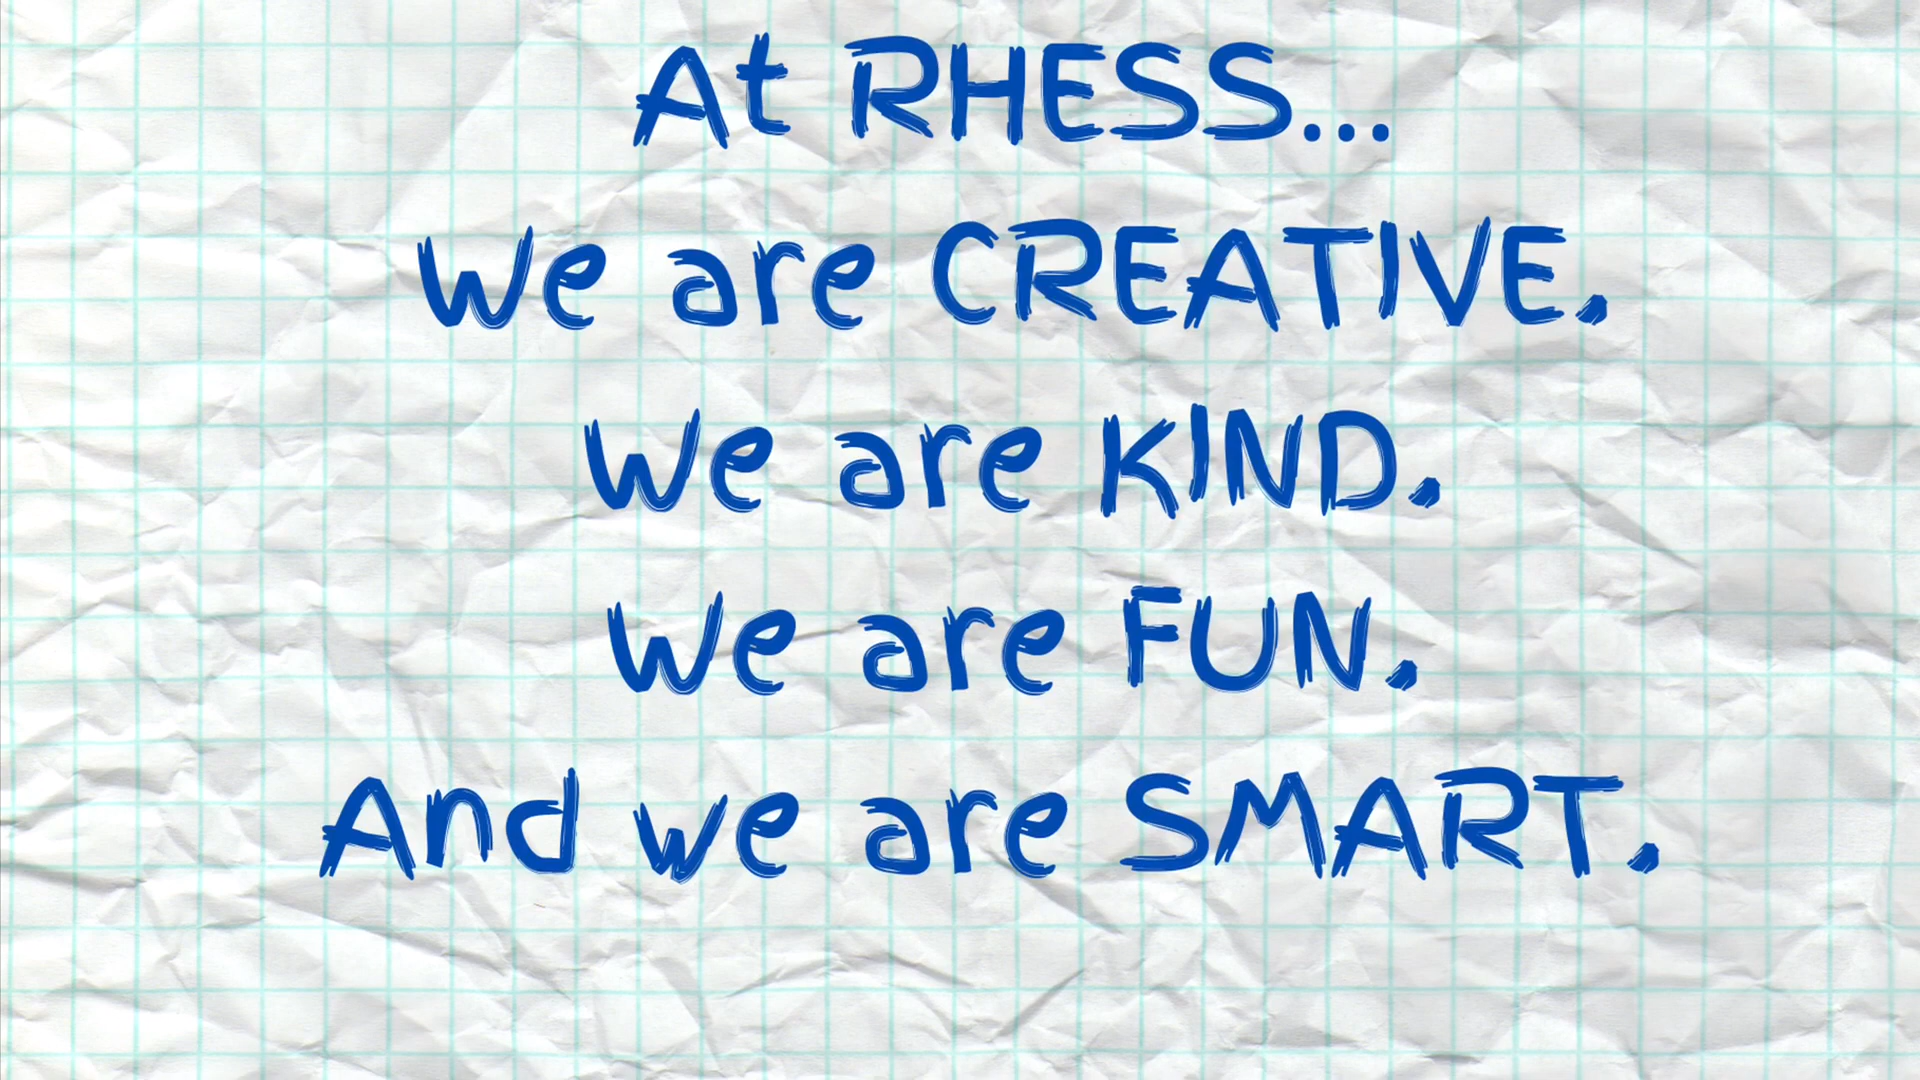 At RHESS...
We are CREATIVE.
We are KIND.
We are FUN.
And we are SMART.